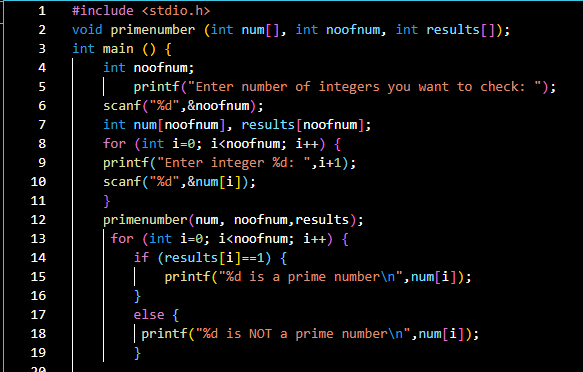 1 #include <stdio.h>
2 void primenumber (int num[], int noofnum, int results[]);
3 int main () {
4 int noofnum;
5 printf("Enter number of integers you want to check: ");
6 scanf("%d",&noofnum);
7 int num[noofnum], results[noofnum];
8 for (int i=0; i<noofnum; i++) {
9 printf("Enter integer %d: ",i+1);
10 scanf("%d",&num[i]);
11 }
12 primenumber(num, noofnum,results);
13 for (int i=0; i<noofnum; i++) {
14 if (results[i]==1) {
15 printf("%d is a prime number\n",num[i]);
16 }
17 else {
18 printf("%d is NOT a prime number\n",num[i]);
19 }